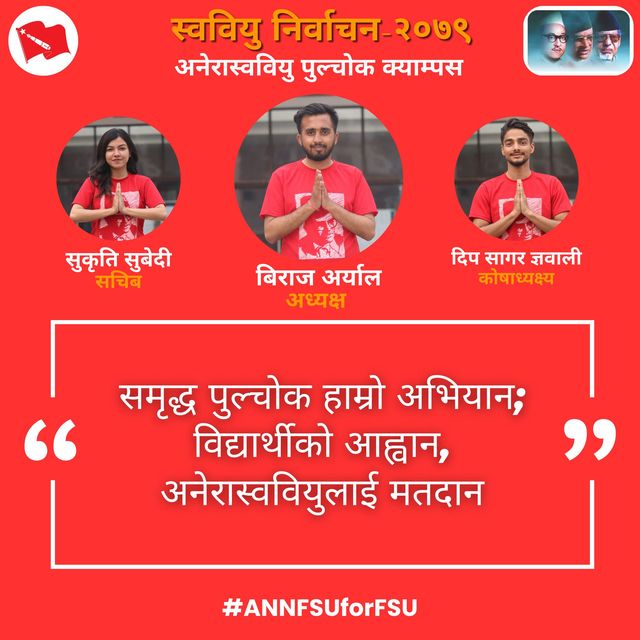 स्ववियु निर्वाचन-२०७९
अनेरास्ववियु पुल्चोक क्याम्पस
सुकृति सुबेदी
सचिब
बिराज अर्याल
अध्यक्ष
दिप सागर ज्ञवाली
कोषाध्यक्ष्य
“
समृद्ध पुल्चोक हाम्रो अभियान;
विद्यार्थीको आह्वान,
अनेरास्ववियुलाई मतदान
”
#ANNFSUforFSU